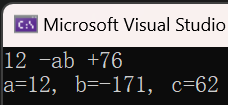 Microsoft Visual Studio
12 -ab +76
a=12, b=-171, c=62